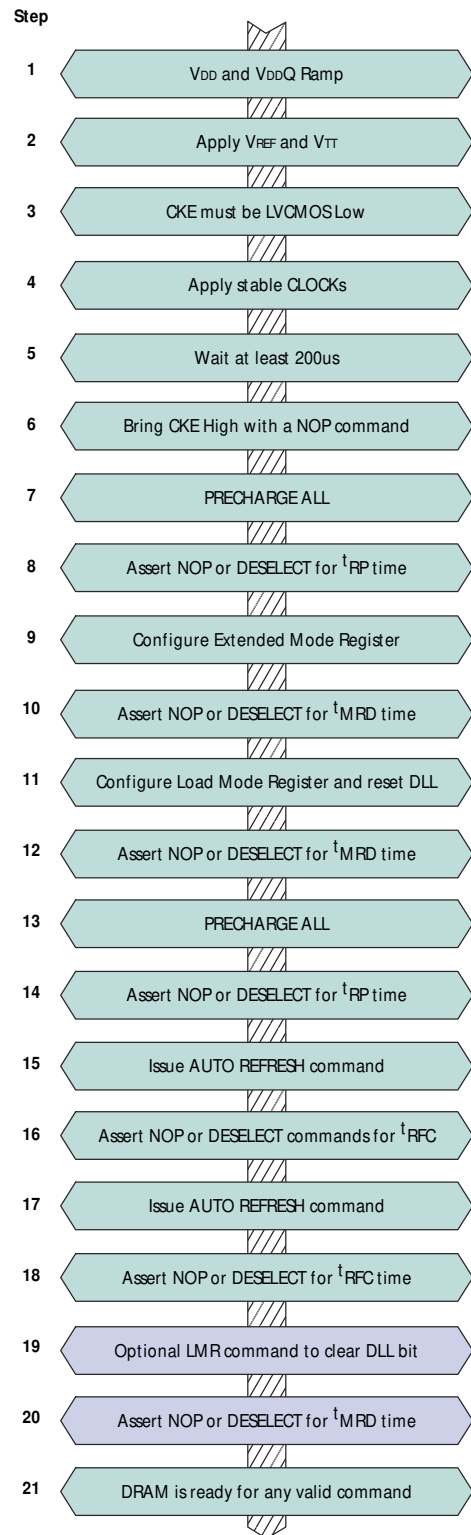 Step
1 VDD and VDDQ Ramp
2 Apply VREF and VTT
3 CKE must be LVCMOS Low
4 Apply stable CLOCKs
5 Wait at least 200us
6 Bring CKE High with a NOP command
7 PRECHARGE ALL
8 Assert NOP or DESELECT for tRP time
9 Configure Extended Mode Register
10 Assert NOP or DESELECT for tMRD time
11 Configure Load Mode Register and reset DLL
12 Assert NOP or DESELECT for tMRD time
13 PRECHARGE ALL
14 Assert NOP or DESELECT for tRP time
15 Issue AUTO REFRESH command
16 Assert NOP or DESELECT commands for tRFC
17 Issue AUTO REFRESH command
18 Assert NOP or DESELECT for tRFC time
19 Optional LMR command to clear DLL bit
20 Assert NOP or DESELECT for tMRD time
21 DRAM is ready for any valid command